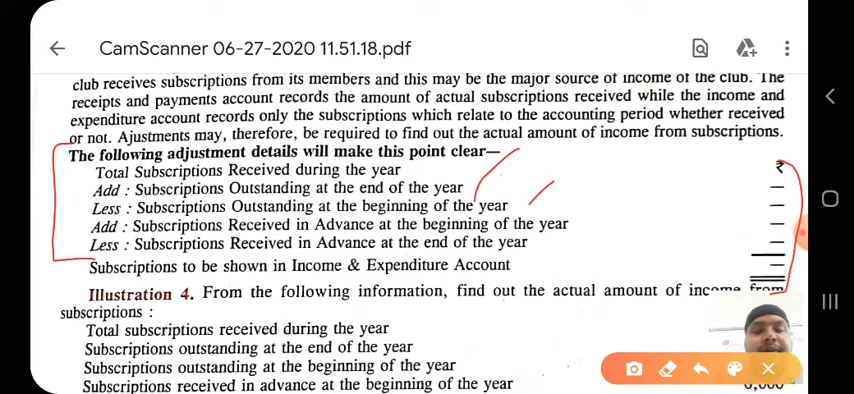 CamScanner 06-27-2020 11.51.18.pdf
club receives subscriptions from its members and this may be the major source of income of the club. The
receipts and payments account records the amount of actual subscriptions received while the income and
expenditure account records only the subscriptions which relate to the accounting period whether received
or not. Ajustments may, therefore, be required to find out the actual amount of income from subscriptions.
The following adjustment details will make this point clear—
Total Subscriptions Received during the year ₹
Add : Subscriptions Outstanding at the end of the year —
Less : Subscriptions Outstanding at the beginning of the year —
Add : Subscriptions Received in Advance at the beginning of the year —
Less : Subscriptions Received in Advance at the end of the year —
Subscriptions to be shown in Income & Expenditure Account —
Illustration 4. From the following information, find out the actual amount of income from
subscriptions :
Total subscriptions received during the year
Subscriptions outstanding at the end of the year
Subscriptions outstanding at the beginning of the year
Subscriptions received in advance at the beginning of the year